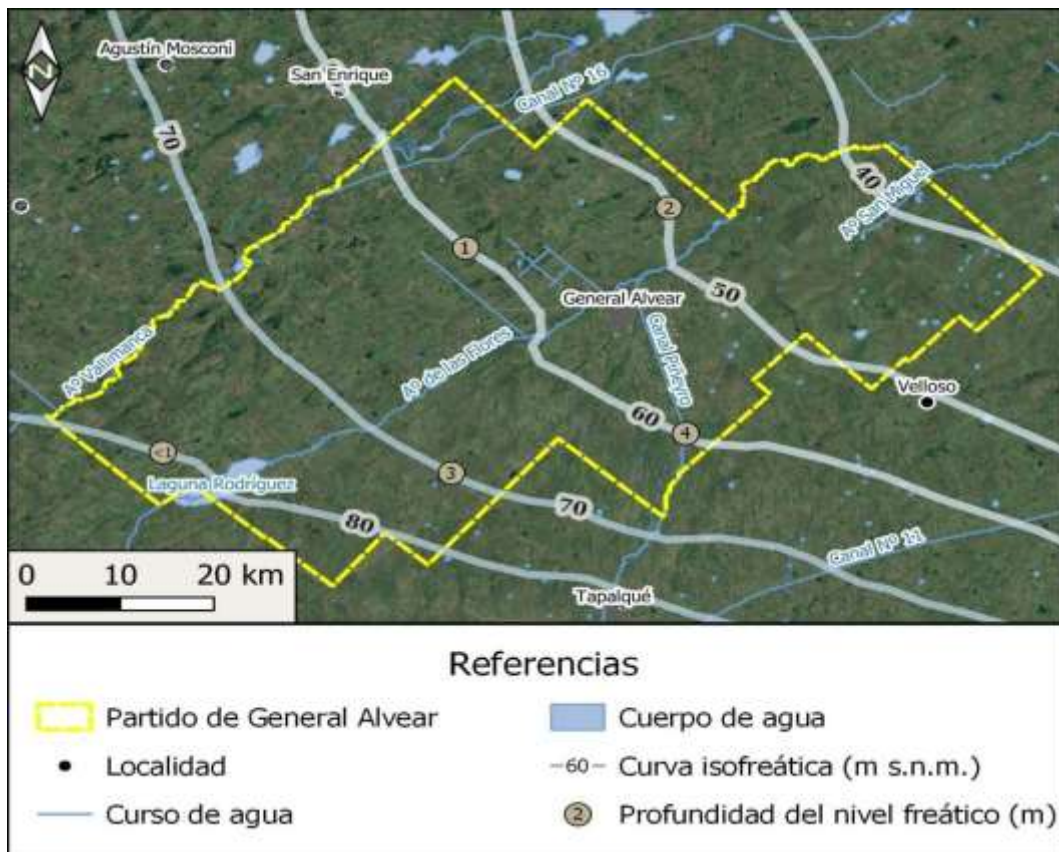 Agustín Mosconi
San Enrique
Canal Nº 16
N
70
40
Aº San Miguel
2
1
50
General Alvear
Aº Vallimanca
Aº de las Flores
Canal Piñeyro
Velloso
60
4
<1
3
Laguna Rodríguez
70
80
Canal Nº 11
Tapalqué
0 10 20 km
Referencias
Partido de General Alvear
Cuerpo de agua
Localidad
60 Curva isofreática (m s.n.m.)
Curso de agua
2 Profundidad del nivel freático (m)